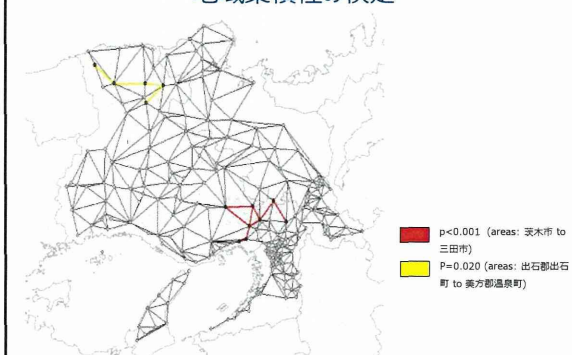 p<0.001 (areas: 茨木市 to
三田市)
P=0.020 (areas: 出石郡出石
町 to 美方郡温泉町)